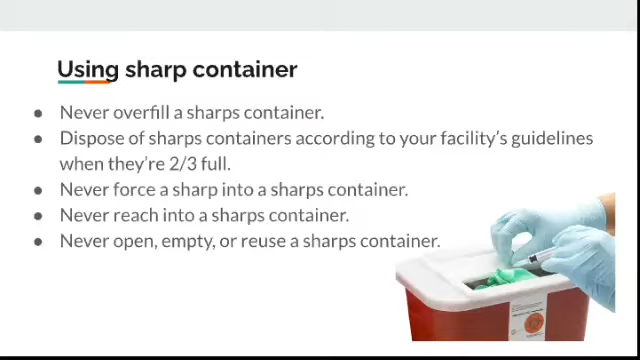 Using sharp container
● Never overfill a sharps container.
● Dispose of sharps containers according to your facility's guidelines
when they're 2/3 full.
● Never force a sharp into a sharps container.
● Never reach into a sharps container.
● Never open, empty, or reuse a sharps container.